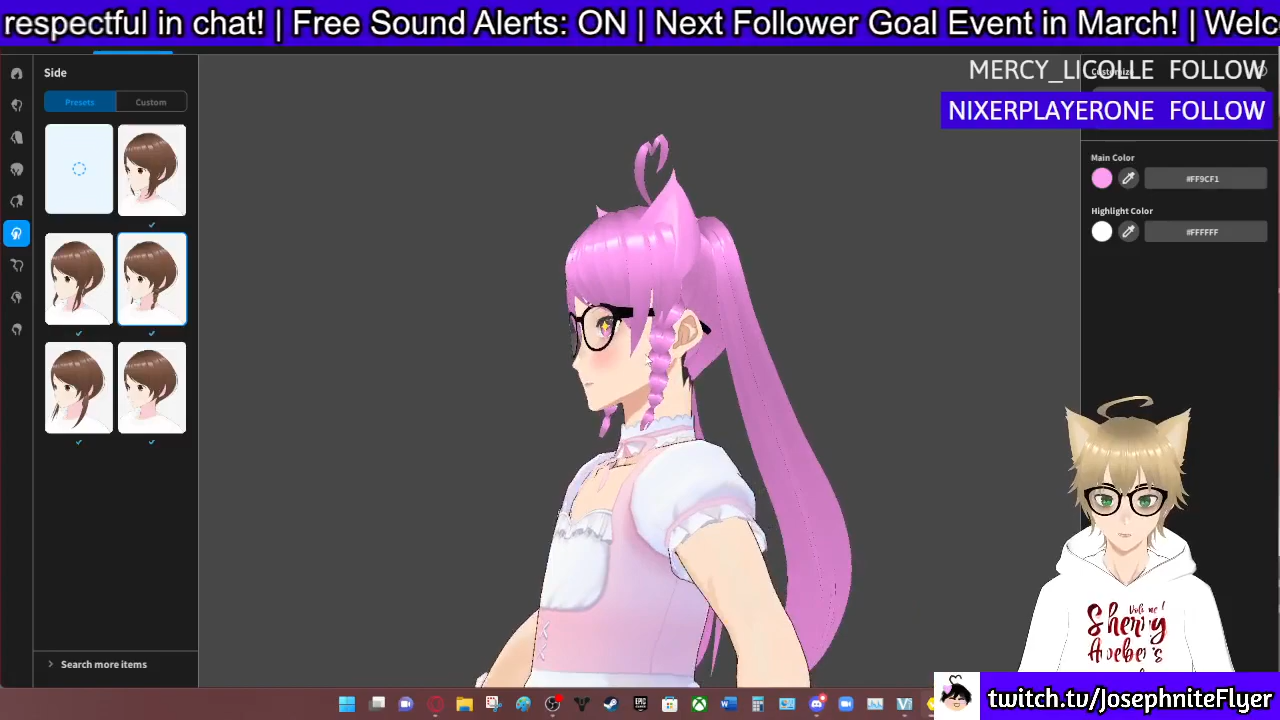 respectful in chat! | Free Sound Alerts: ON | Next Follower Goal Event in March! | Welc
Side
MERCY_LICOLLE FOLLOW
Presets
Custom
NIXERPLAYERONE FOLLOW
Main Color
#FF9CF1
Highlight Color
#FFFFFF
Search more items
Sherry
twitch.tv/JosephniteFlyer